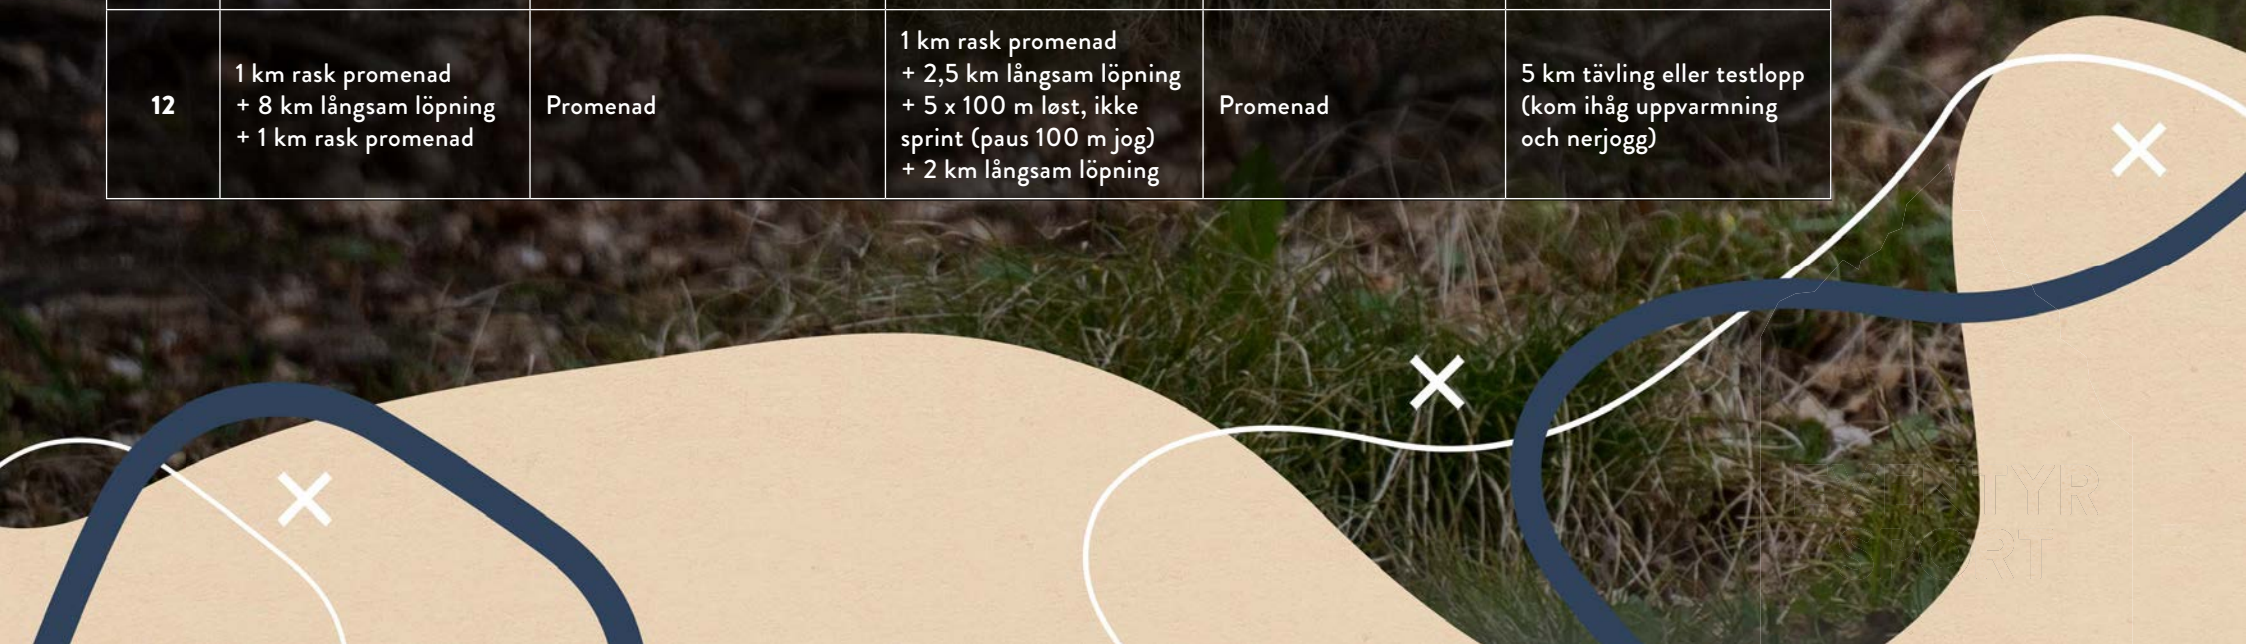 12
1 km rask promenad
+ 8 km långsam löpning
+ 1 km rask promenad
Promenad
1 km rask promenad
+ 2,5 km långsam löpning
+ 5 x 100 m løst, ikke
sprint (paus 100 m jog)
+ 2 km långsam löpning
Promenad
5 km tävling eller testlopp
(kom ihåg uppvarmning
och nerjogg)